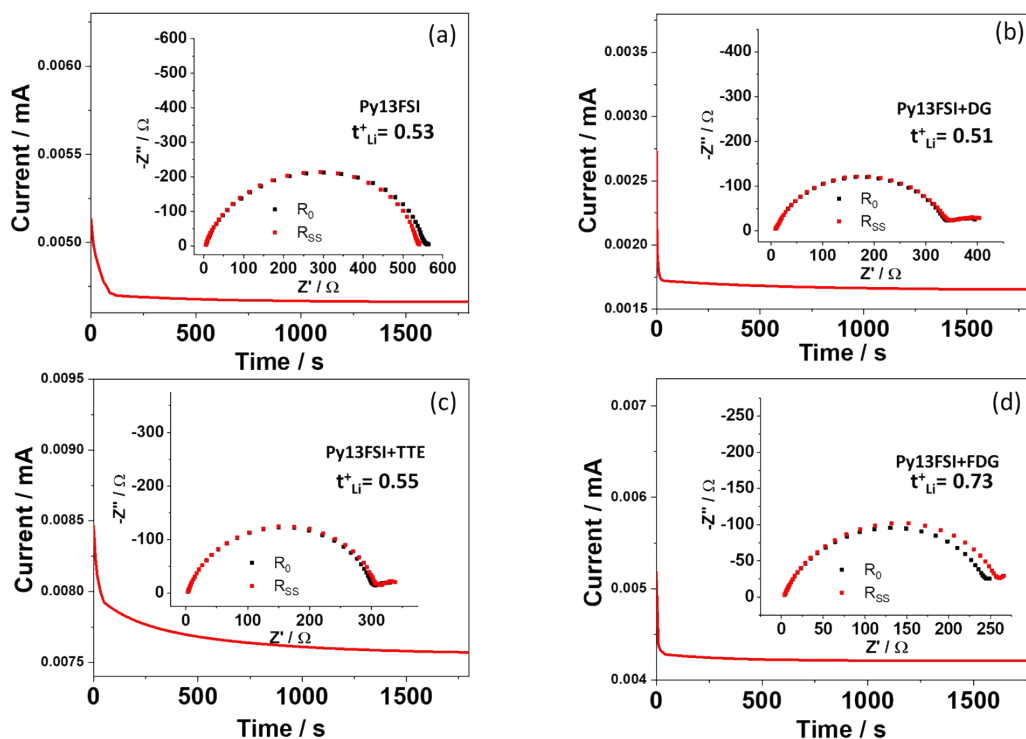 (a)
Current / mA
0.0060
0.0055
0.0050
-Z'' / Ω
-600
-500
-400
-300
-200
-100
0
Py13FSI
t⁺Li= 0.53
R0
RSS
0 100 200 300 400 500 600
Z' / Ω
0 500 1000 1500
Time / s
(b)
Current / mA
0.0035
0.0030
0.0025
0.0020
0.0015
-Z'' / Ω
-400
-300
-200
-100
0
Py13FSI+DG
t⁺Li= 0.51
R0
RSS
0 100 200 300 400
Z' / Ω
0 500 1000 1500
Time / s
(c)
Current / mA
0.0095
0.0090
0.0085
0.0080
0.0075
-Z'' / Ω
-300
-200
-100
0
Py13FSI+TTE
t⁺Li= 0.55
R0
RSS
0 50 100 150 200 250 300
Z' / Ω
0 500 1000 1500
Time / s
(d)
Current / mA
0.007
0.006
0.005
0.004
-Z'' / Ω
-250
-200
-150
-100
-50
0
Py13FSI+FDG
t⁺Li= 0.73
R0
RSS
0 50 100 150 200 250
Z' / Ω
0 500 1000 1500
Time / s